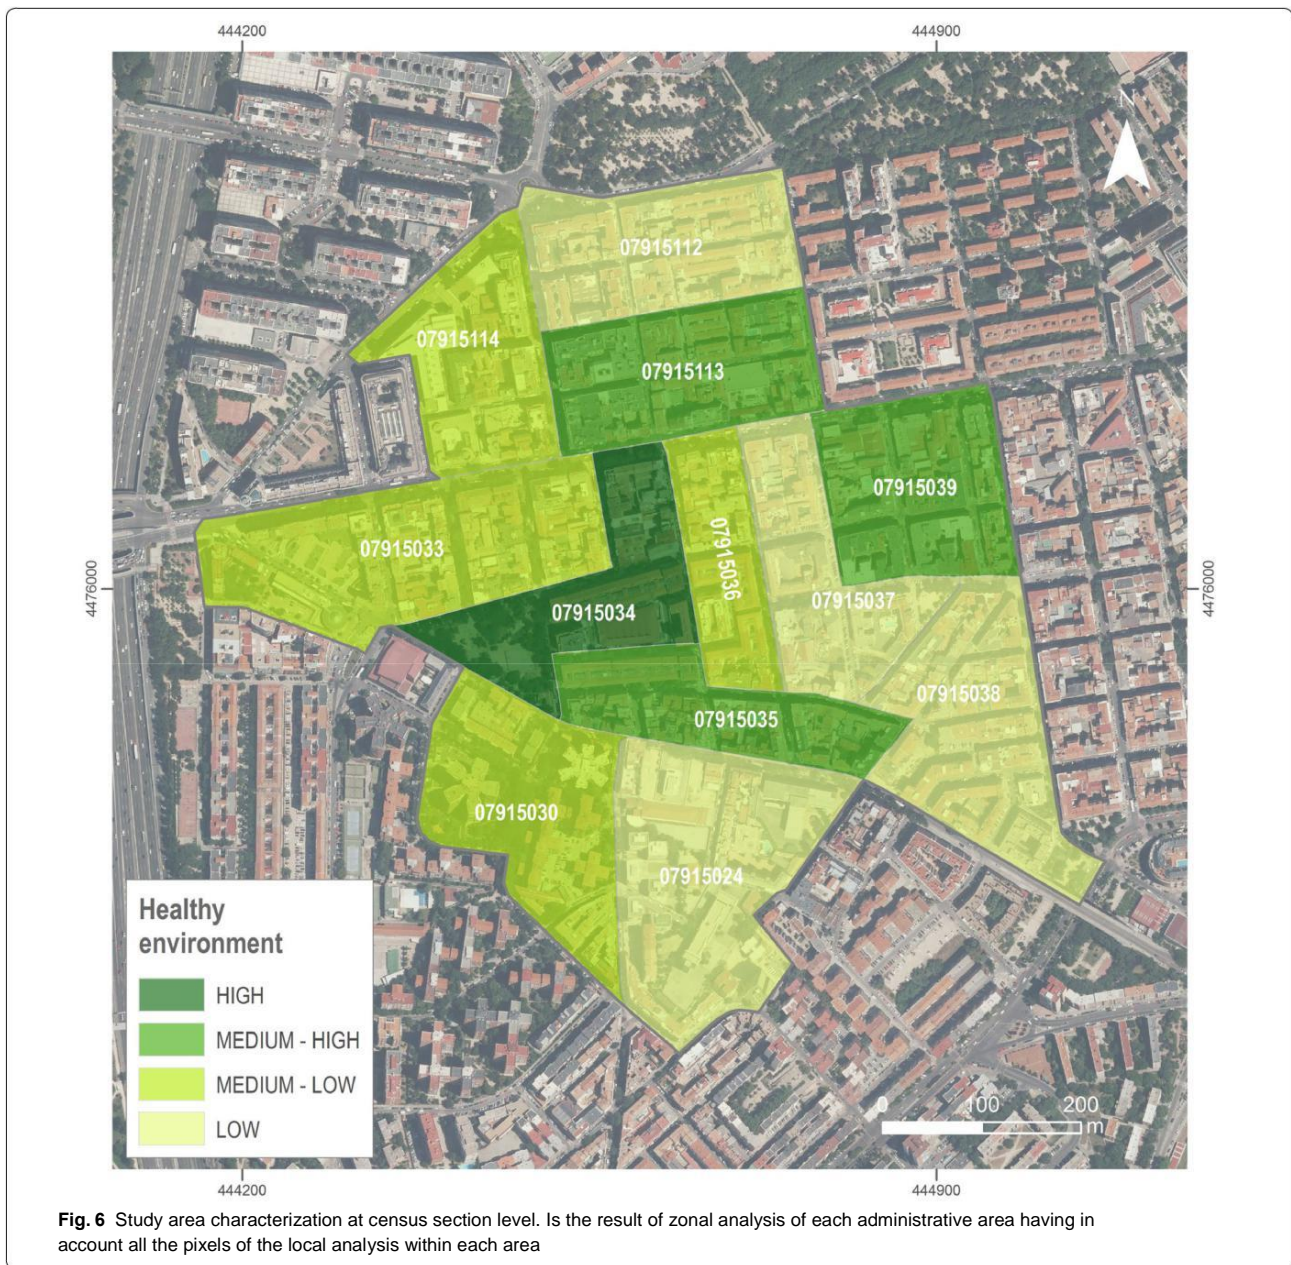 444200
444900
N
07915112
07915114
07915113
07915039
07915033
07915036
4476000
4476000
07915034
07915037
07915038
07915035
07915030
07915024
Healthy
environment
HIGH
MEDIUM - HIGH
MEDIUM - LOW
LOW
0 100 200
m
444200
444900
Fig. 6 Study area characterization at census section level. Is the result of zonal analysis of each administrative area having in
account all the pixels of the local analysis within each area